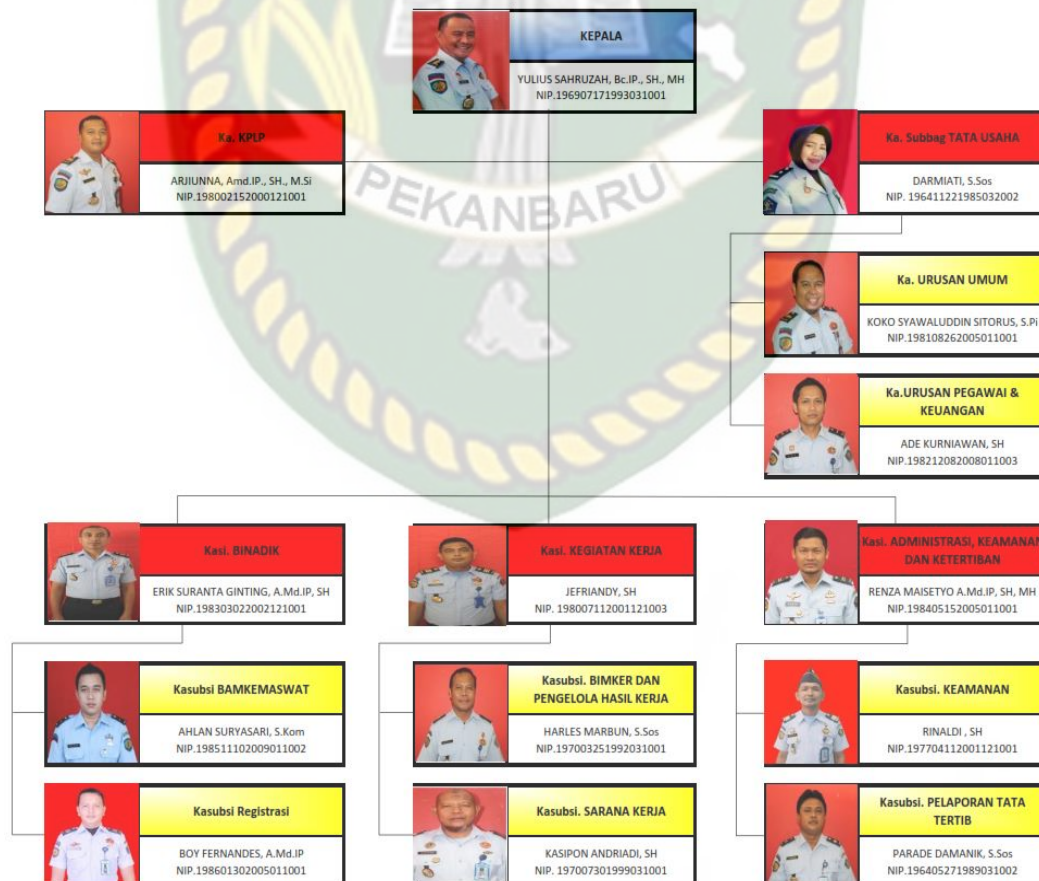 KEPALA
YULIUS SAHRUZAH, Bc.IP., SH., MH
NIP.196907171993031001
Ka. KPLP
ARJIUNNA, Amd.IP., SH., M.Si
NIP.198002152000121001
Ka. Subbag TATA USAHA
DARMIATI, S.Sos
NIP. 196411221985032002
PEKANBARU
Ka. URUSAN UMUM
KOKO SYAWALUDDIN SITORUS, S.Pi
NIP.198108262005011001
Ka.URUSAN PEGAWAI &
KEUANGAN
ADE KURNIAWAN, SH
NIP.198212082008011003
Kasi. BINADIK
ERIK SURANTA GINTING, A.Md.IP, SH
NIP.198303022002121001
Kasi. KEGIATAN KERJA
JEFRIANDY, SH
NIP. 198007112001121003
Kasi. ADMINISTRASI, KEAMANAN
DAN KETERTIBAN
RENZA MAISETYO A.Md.IP, SH, MH
NIP.198405152005011001
Kasubsi BAMKEMASWAT
AHLAN SURYASARI, S.Kom
NIP.198511102009011002
Kasubsi. BIMKER DAN
PENGELOLA HASIL KERJA
HARLES MARBUN, S.Sos
NIP.197003251992031001
Kasubsi. KEAMANAN
RINALDI , SH
NIP.197704112001121001
Kasubsi Registrasi
BOY FERNANDES, A.Md.IP
NIP.198601302005011001
Kasubsi. SARANA KERJA
KASIPON ANDRIADI, SH
NIP. 197007301999031001
Kasubsi. PELAPORAN TATA
TERTIB
PARADE DAMANIK, S.Sos
NIP.196405271989031002